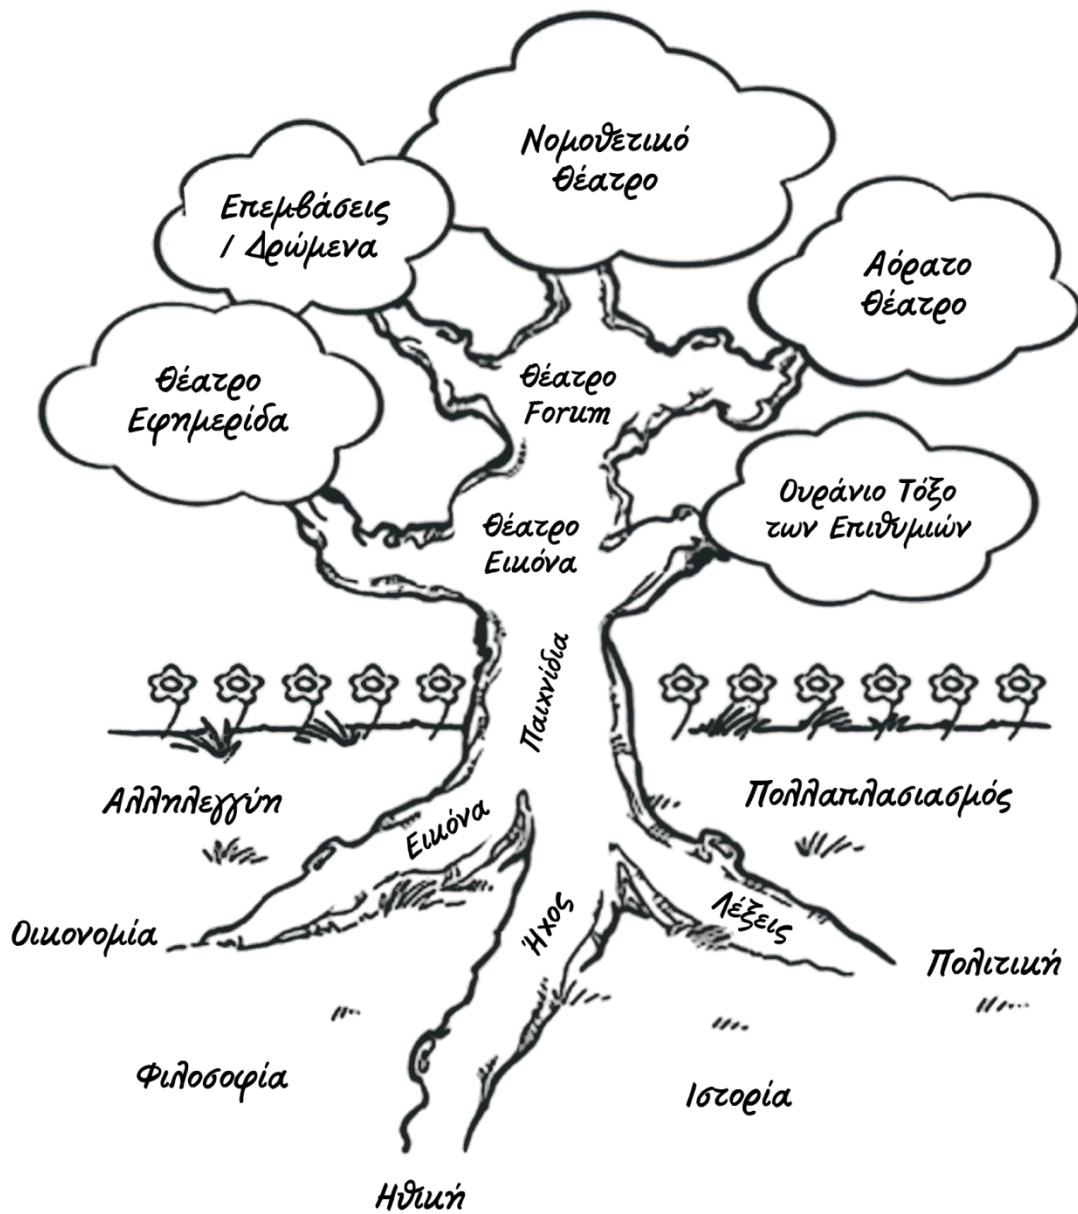 Νομοθετικό
Θέατρο
Επεμβάσεις
/ Δρώμενα
Αόρατο
Θέατρο
Θέατρο
Εφημερίδα
Θέατρο
Forum
Ουράνιο Τόξο
των Επιθυμιών
Θέατρο
Εικόνα
Παιχνίδια
Αλληλεγγύη
Πολλαπλασιασμός
Εικόνα
Ήχος
Λέξεις
Οικονομία
Πολιτική
Φιλοσοφία
Ιστορία
Ηθική